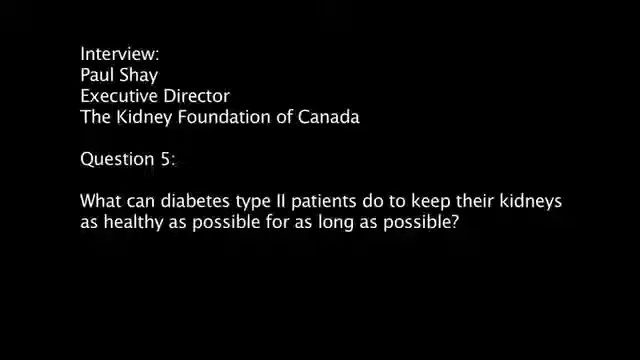 Interview:
Paul Shay
Executive Director
The Kidney Foundation of Canada
Question 5:
What can diabetes type II patients do to keep their kidneys
as healthy as possible for as long as possible?